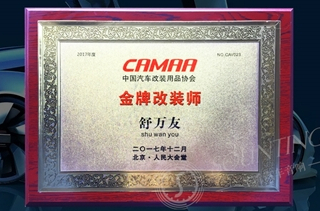 2017年度
CAMAA
中国汽车改装用品协会
金牌改装师
舒万友
shu wan you
二〇一七年十二月
北京·人民大会堂